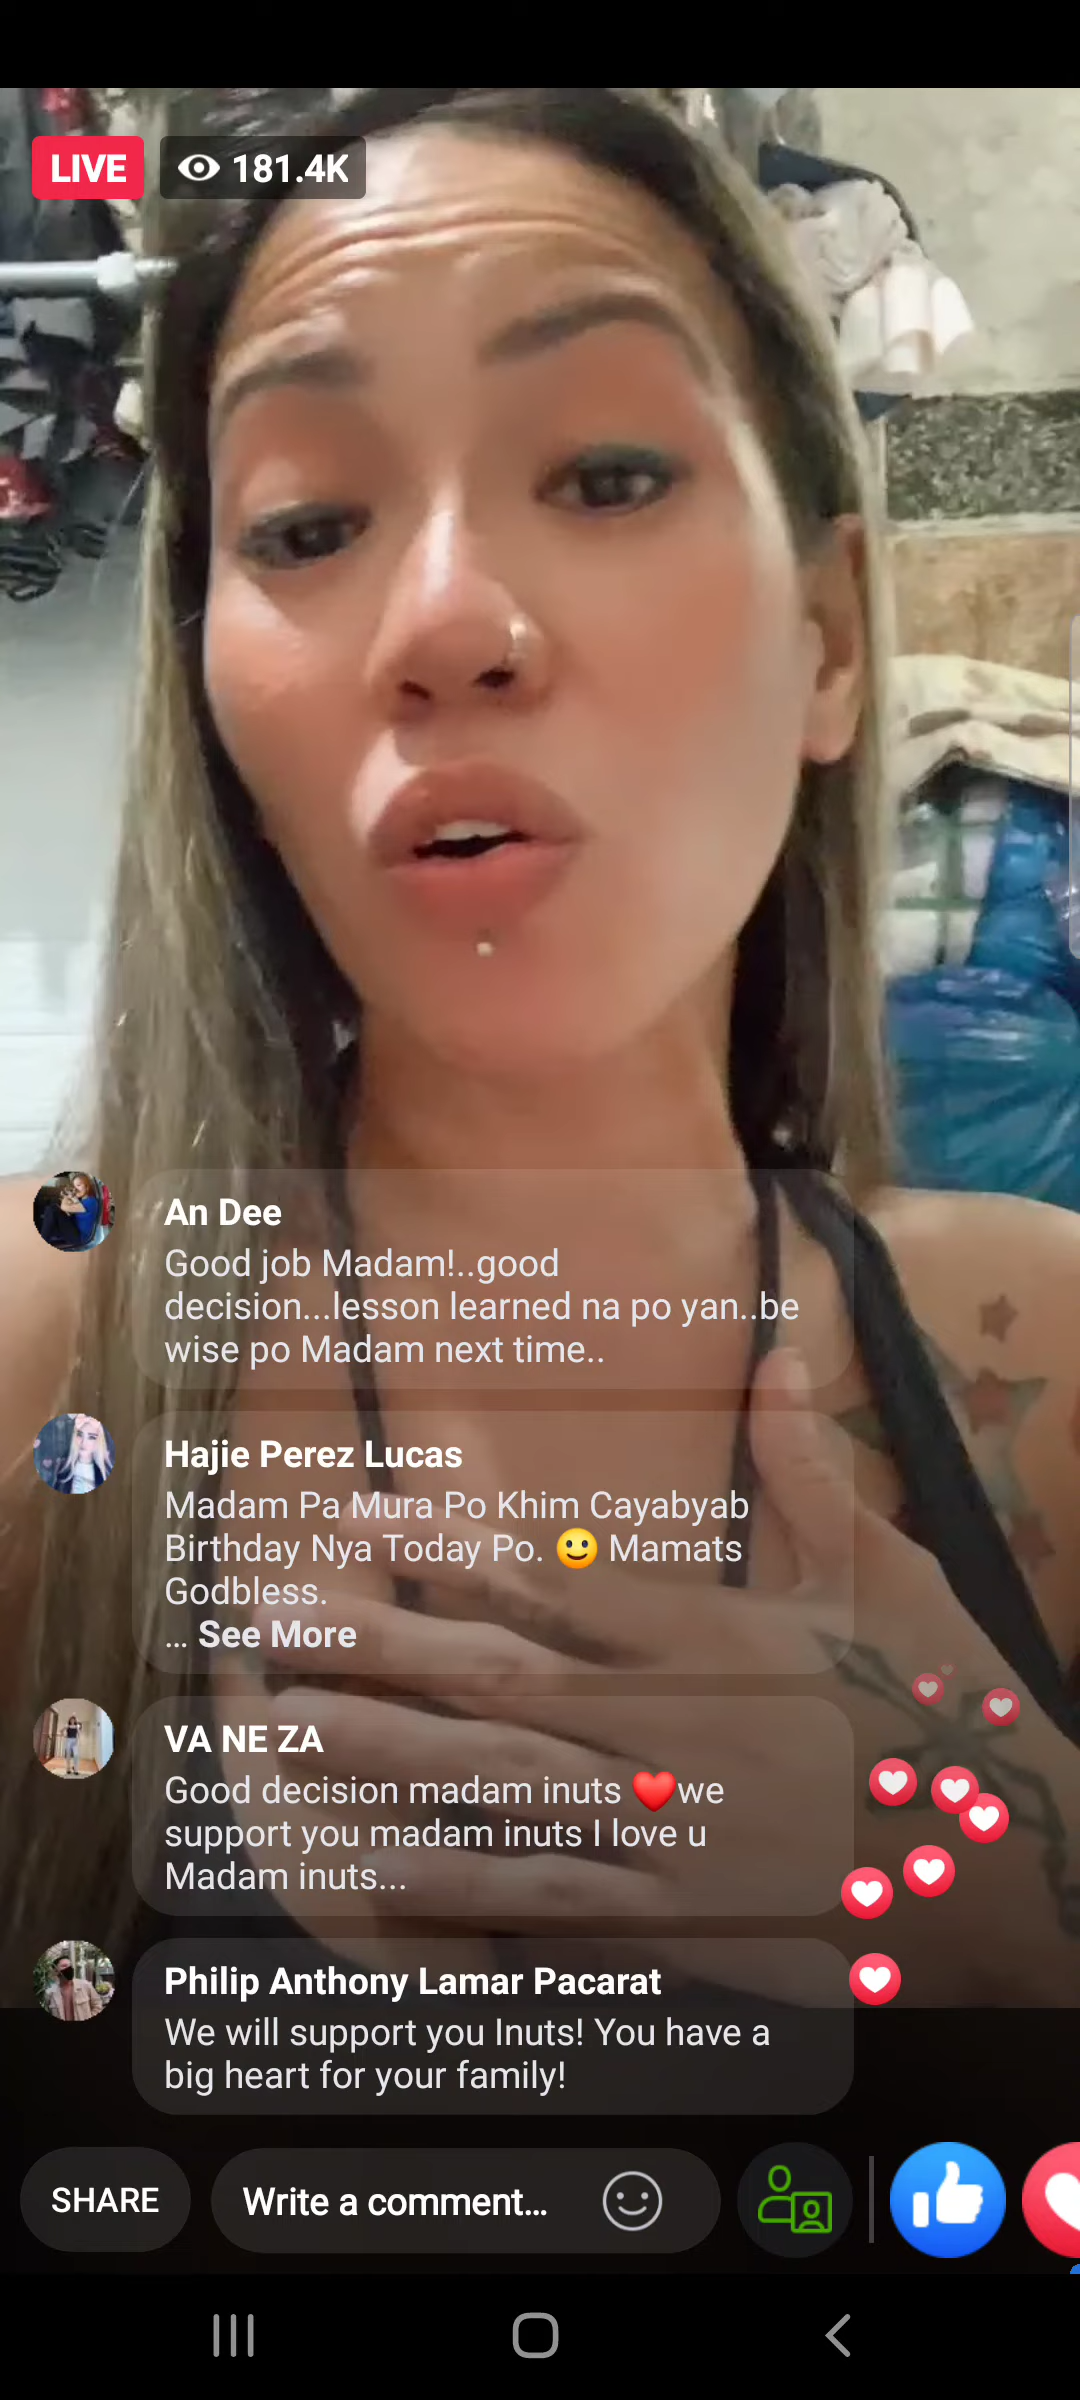 LIVE
181.4K
An Dee
Good job Madam!..good
decision...lesson learned na po yan..be
wise po Madam next time..
Hajie Perez Lucas
Madam Pa Mura Po Khim Cayabyab
Birthday Nya Today Po. 🙂 Mamats
Godbless.
... See More
VA NE ZA
Good decision madam inuts ❤️we
support you madam inuts I love u
Madam inuts...
Philip Anthony Lamar Pacarat
We will support you Inuts! You have a
big heart for your family!
SHARE
Write a comment...